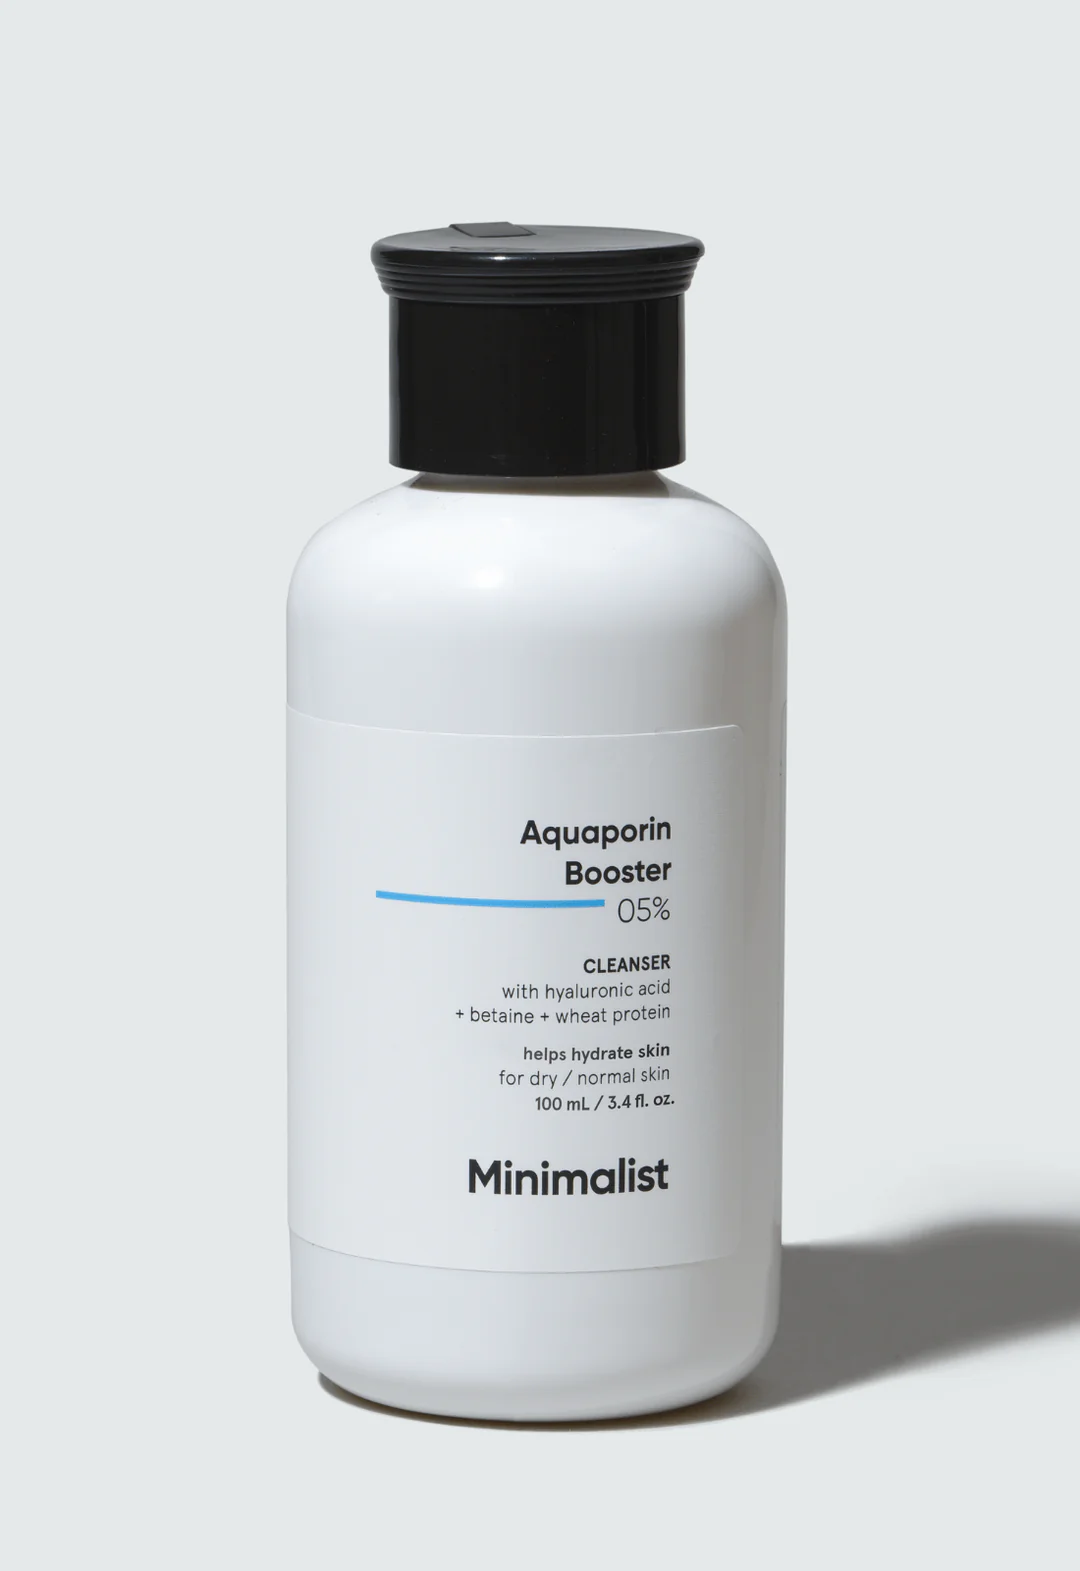 Aquaporin
Booster
05%
CLEANSER
with hyaluronic acid
+ betaine + wheat protein
helps hydrate skin
for dry / normal skin
100 mL / 3.4 fl. oz.
Minimalist